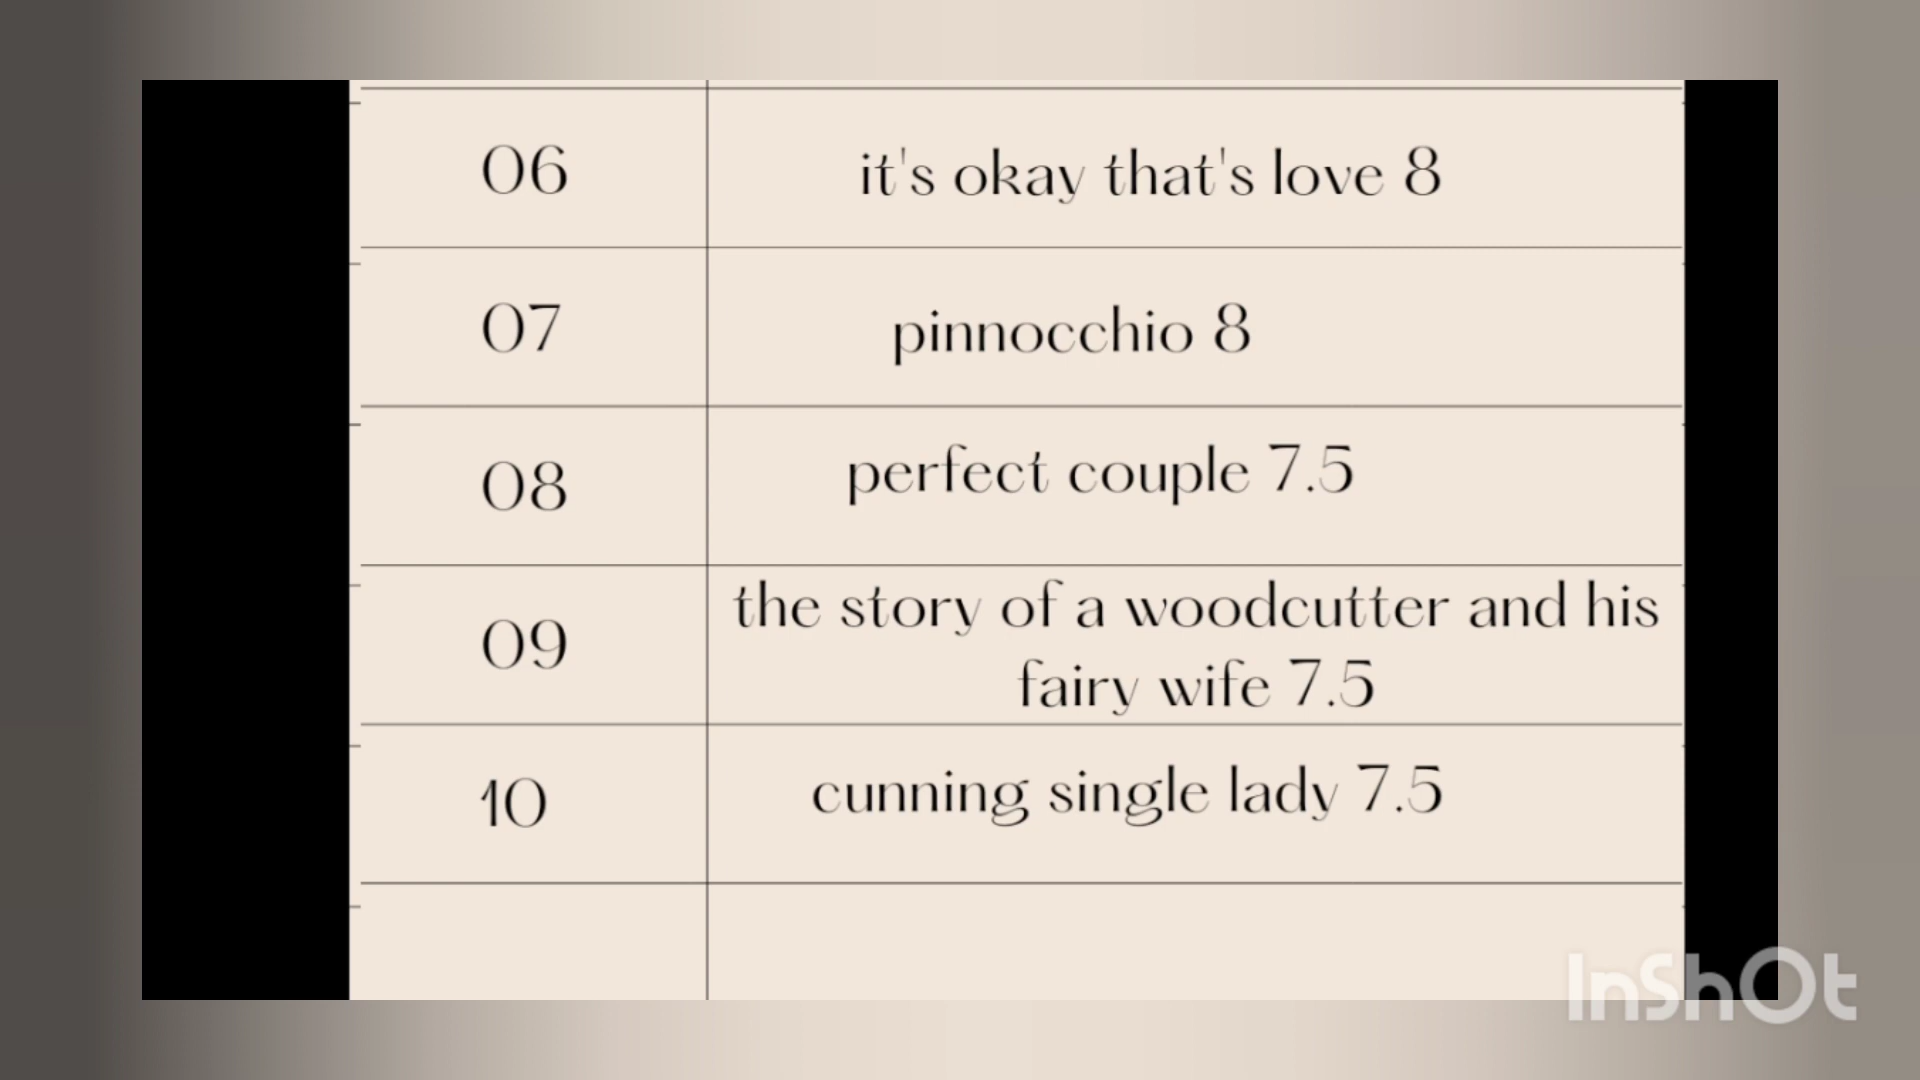 06 it's okay that's love 8
07 pinnocchio 8
08 perfect couple 7.5
09 the story of a woodcutter and his
fairy wife 7.5
10 cunning single lady 7.5
InShOt